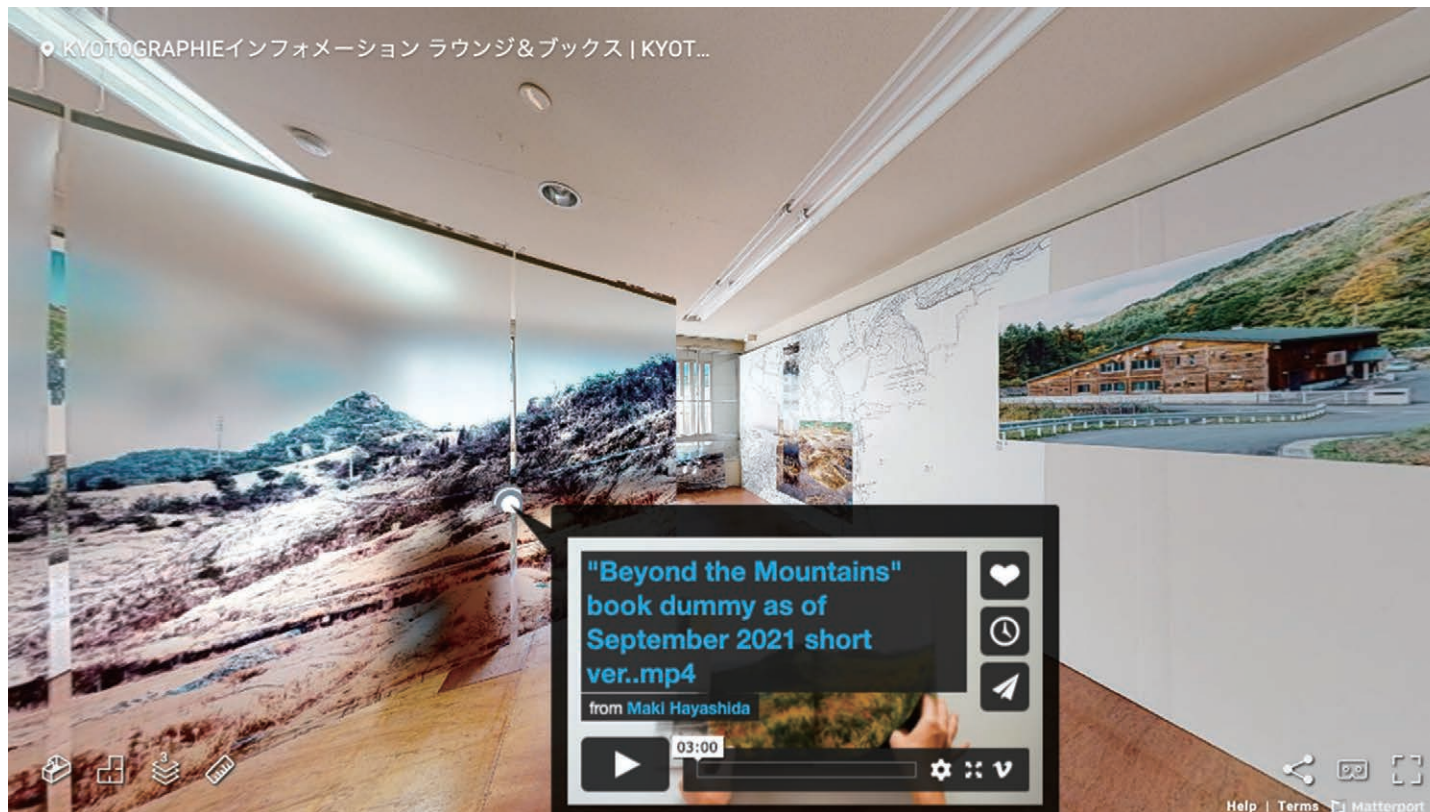 KYOTOGRAPHIEインフォメーション ラウンジ&ブックス | KYOT...
"Beyond the Mountains"
book dummy as of
September 2021 short
ver..mp4
from Maki Hayashida
03:00
3
Help | Terms Matterport